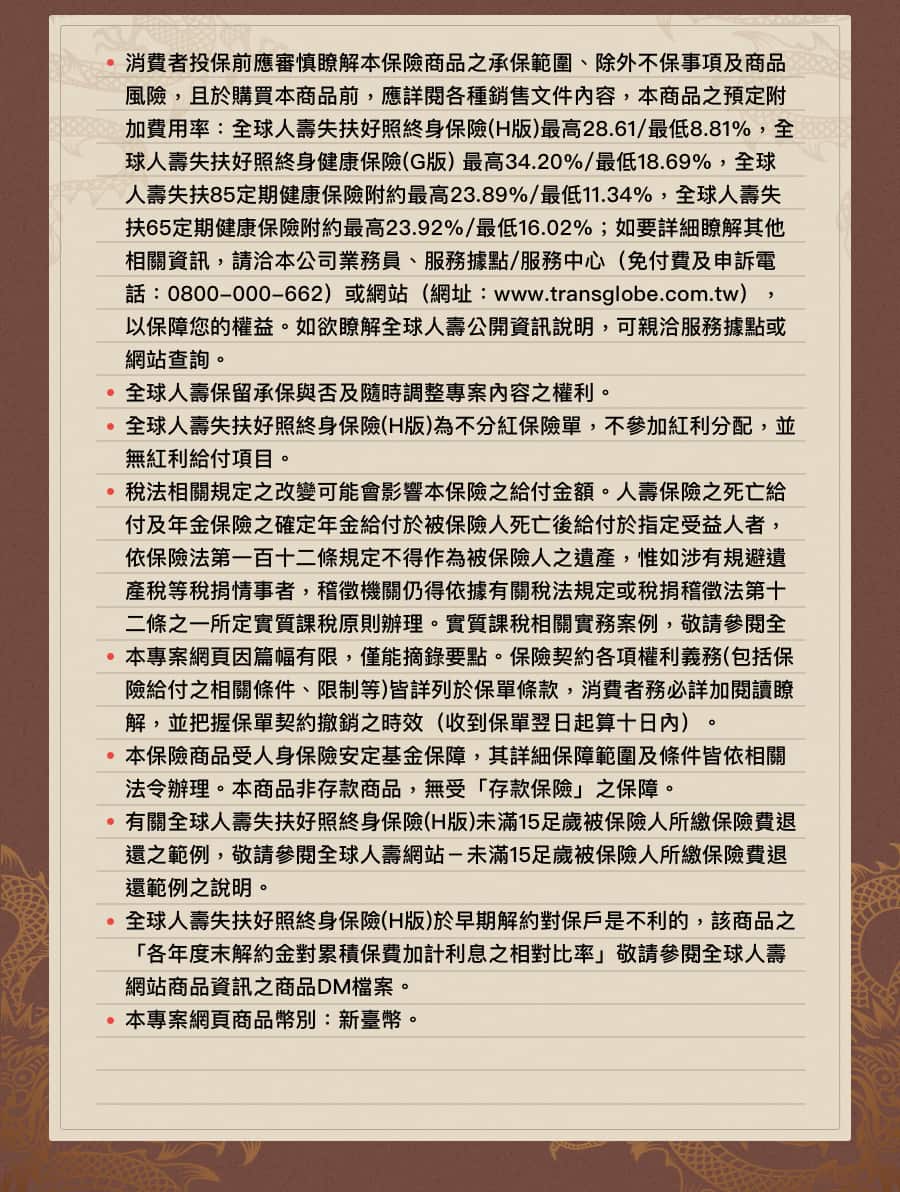 • 消費者投保前應審慎瞭解本保險商品之承保範圍、除外不保事項及商品
風險，且於購買本商品前，應詳閱各種銷售文件內容，本商品之預定附
加費用率：全球人壽失扶好照終身保險(H版)最高28.61/最低8.81%，全
球人壽失扶好照終身健康保險(G版) 最高34.20%/最低18.69%，全球
人壽失扶85定期健康保險附約最高23.89%/最低11.34%，全球人壽失
扶65定期健康保險附約最高23.92%/最低16.02%；如要詳細瞭解其他
相關資訊，請洽本公司業務員、服務據點/服務中心（免付費及申訴電
話：0800–000–662）或網站（網址：www.transglobe.com.tw），
以保障您的權益。如欲瞭解全球人壽公開資訊說明，可親洽服務據點或
網站查詢。
• 全球人壽保留承保與否及隨時調整專案內容之權利。
• 全球人壽失扶好照終身保險(H版)為不分紅保險單，不參加紅利分配，並
無紅利給付項目。
• 稅法相關規定之改變可能會影響本保險之給付金額。人壽保險之死亡給
付及年金保險之確定年金給付於被保險人死亡後給付於指定受益人者，
依保險法第一百十二條規定不得作為被保險人之遺產，惟如涉有規避遺
產稅等稅捐情事者，稽徵機關仍得依據有關稅法規定或稅捐稽徵法第十
二條之一所定實質課稅原則辦理。實質課稅相關實務案例，敬請參閱全
• 本專案網頁因篇幅有限，僅能摘錄要點。保險契約各項權利義務(包括保
險給付之相關條件、限制等)皆詳列於保單條款，消費者務必詳加閱讀瞭
解，並把握保單契約撤銷之時效（收到保單翌日起算十日內）。
• 本保險商品受人身保險安定基金保障，其詳細保障範圍及條件皆依相關
法令辦理。本商品非存款商品，無受「存款保險」之保障。
• 有關全球人壽失扶好照終身保險(H版)未滿15足歲被保險人所繳保險費退
還之範例，敬請參閱全球人壽網站－未滿15足歲被保險人所繳保險費退
還範例之說明。
• 全球人壽失扶好照終身保險(H版)於早期解約對保戶是不利的，該商品之
「各年度末解約金對累積保費加計利息之相對比率」敬請參閱全球人壽
網站商品資訊之商品DM檔案。
• 本專案網頁商品幣別：新臺幣。